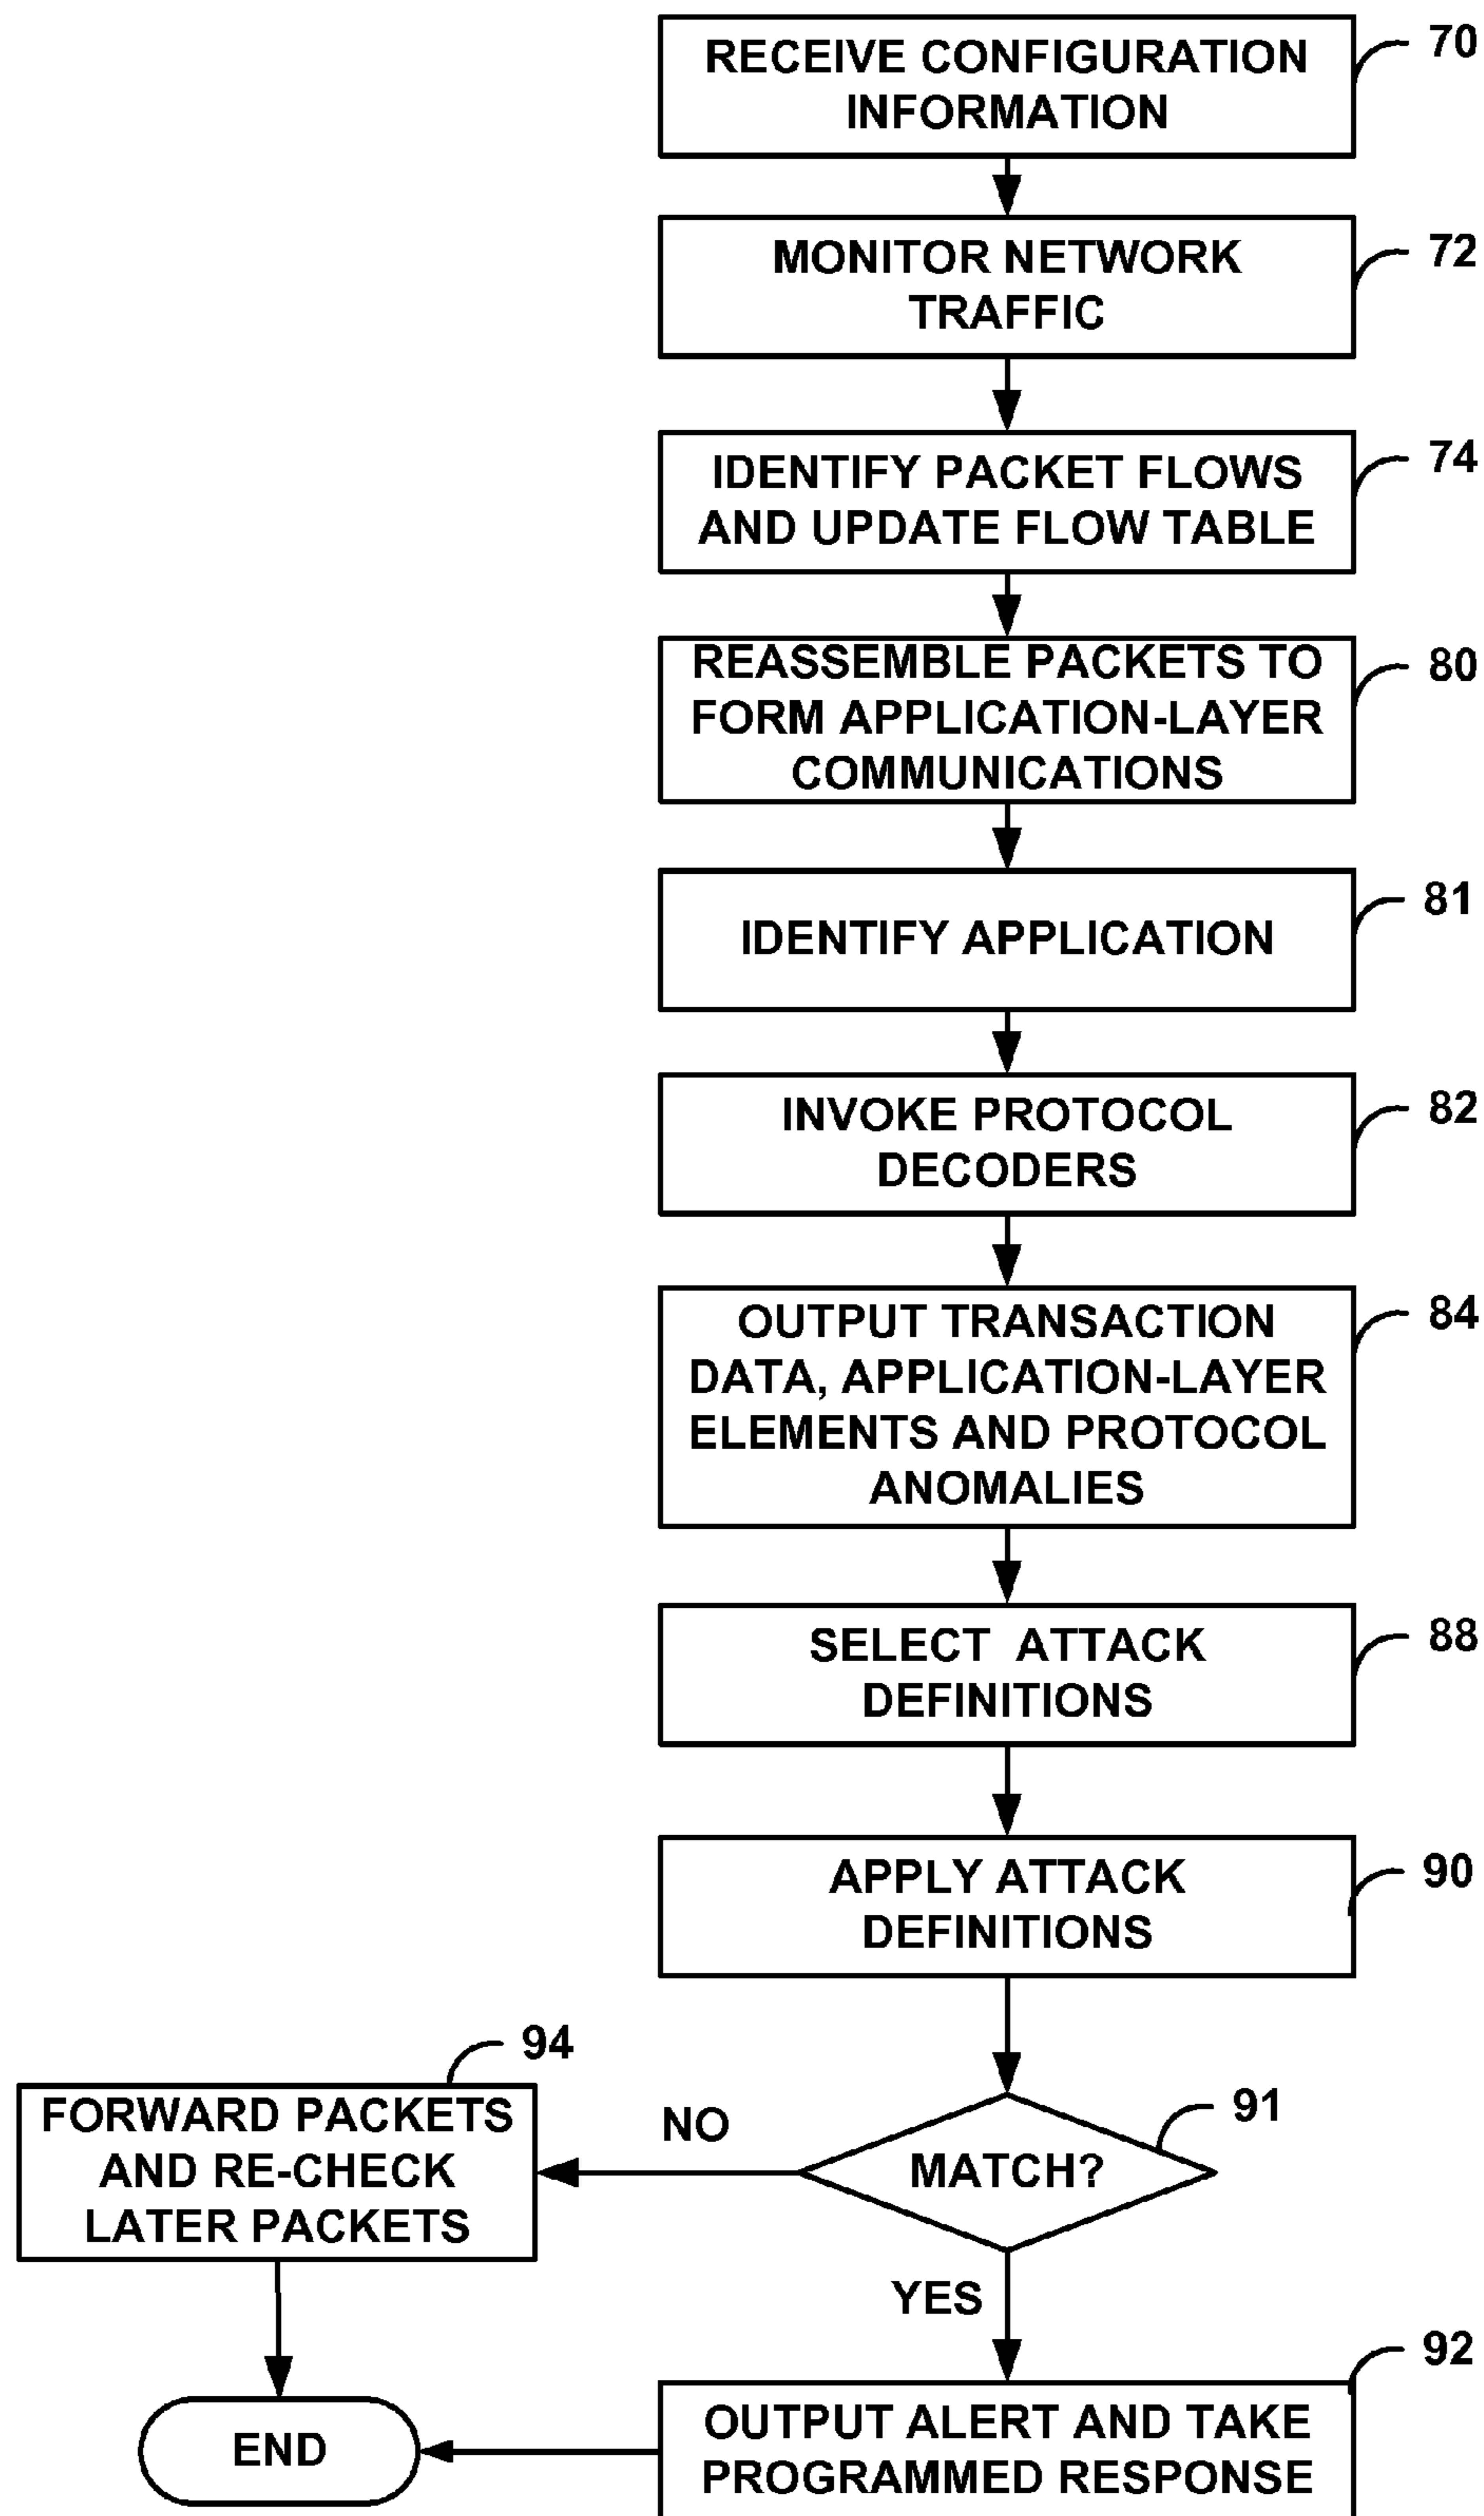 RECEIVE CONFIGURATION
INFORMATION
70
MONITOR NETWORK
TRAFFIC
72
IDENTIFY PACKET FLOWS
AND UPDATE FLOW TABLE
74
REASSEMBLE PACKETS TO
FORM APPLICATION-LAYER
COMMUNICATIONS
80
IDENTIFY APPLICATION
81
INVOKE PROTOCOL
DECODERS
82
OUTPUT TRANSACTION
DATA, APPLICATION-LAYER
ELEMENTS AND PROTOCOL
ANOMALIES
84
SELECT ATTACK
DEFINITIONS
88
APPLY ATTACK
DEFINITIONS
90
MATCH?
91
NO
FORWARD PACKETS
AND RE-CHECK
LATER PACKETS
94
YES
OUTPUT ALERT AND TAKE
PROGRAMMED RESPONSE
92
END